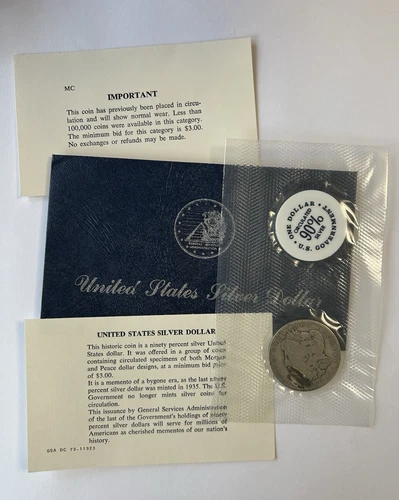 MC
IMPORTANT
This coin has previously been placed in circu-
lation and will show normal wear. Less than
100,000 coins were available in this category.
The minimum bid for this category is $3.00.
No exchanges or refunds may be made.
ONE DOLLAR •
CIRCULATED
90%
SILVER
U.S. GOVERNMENT •
United States Silver Dollar
UNITED STATES SILVER DOLLAR
This historic coin is a ninety percent silver United
States dollar. It was offered in a group of coins
containing circulated specimens of both Morgan
and Peace dollar designs, at a minimum bid price
of $3.00.
It is a memento of a bygone era, as the last ninety
percent silver dollar was minted in 1935. The U.S.
Government no longer mints silver coins for
circulation.
This issuance by General Services Administration
of the last of the Government's holdings of ninety
percent silver dollars will serve for millions of
Americans as cherished mementos of our nation's
history.
GSA DC 73-11923